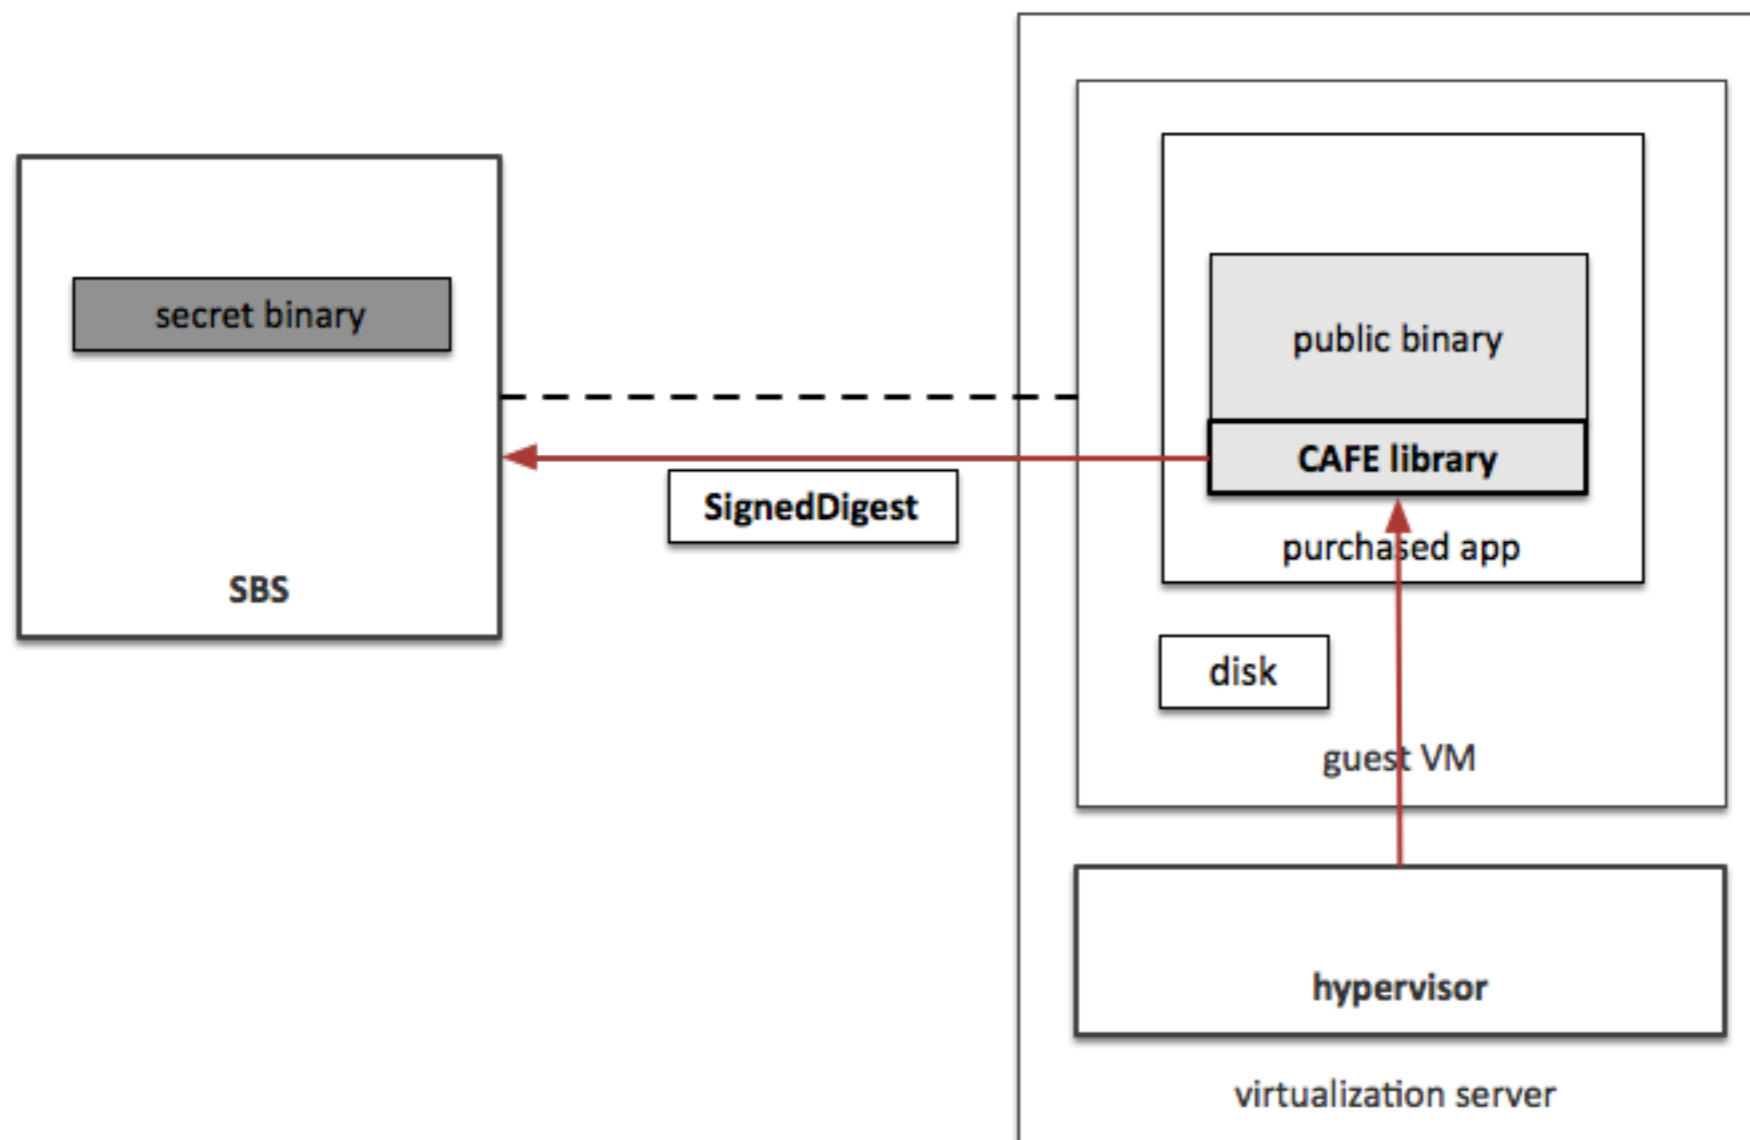 secret binary
SBS
SignedDigest
public binary
CAFE library
purchased app
disk
guest VM
hypervisor
virtualization server